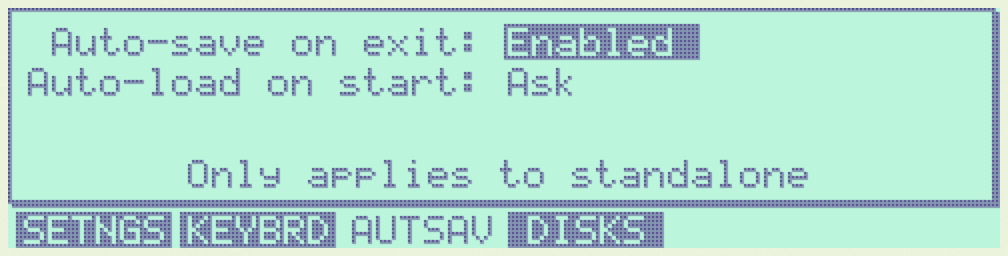 Auto-save on exit: Enabled
Auto-load on start: Ask
Only applies to standalone
SETNGS KEYBRD AUTSAV DISKS